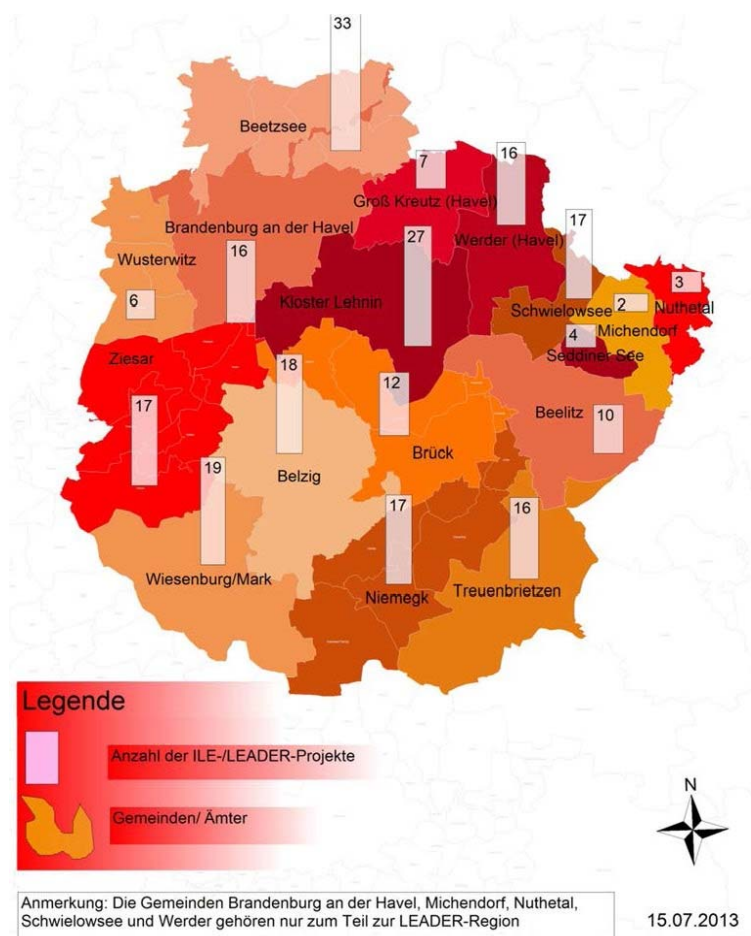 33
Beetzsee
7
16
Groß Kreutz (Havel)
17
Brandenburg an der Havel
27
Werder (Havel)
16
Wusterwitz
3
6
Kloster Lehnin
Schwielowsee
2
Nuthetal
Michendorf
4
Seddiner See
Ziesar
18
12
17
Beelitz
10
Brück
19
Belzig
17
16
Wiesenburg/Mark
Niemegk
Treuenbrietzen
Legende
Anzahl der ILE-/LEADER-Projekte
Gemeinden/ Ämter
N
Anmerkung: Die Gemeinden Brandenburg an der Havel, Michendorf, Nuthetal,
Schwielowsee und Werder gehören nur zum Teil zur LEADER-Region
15.07.2013